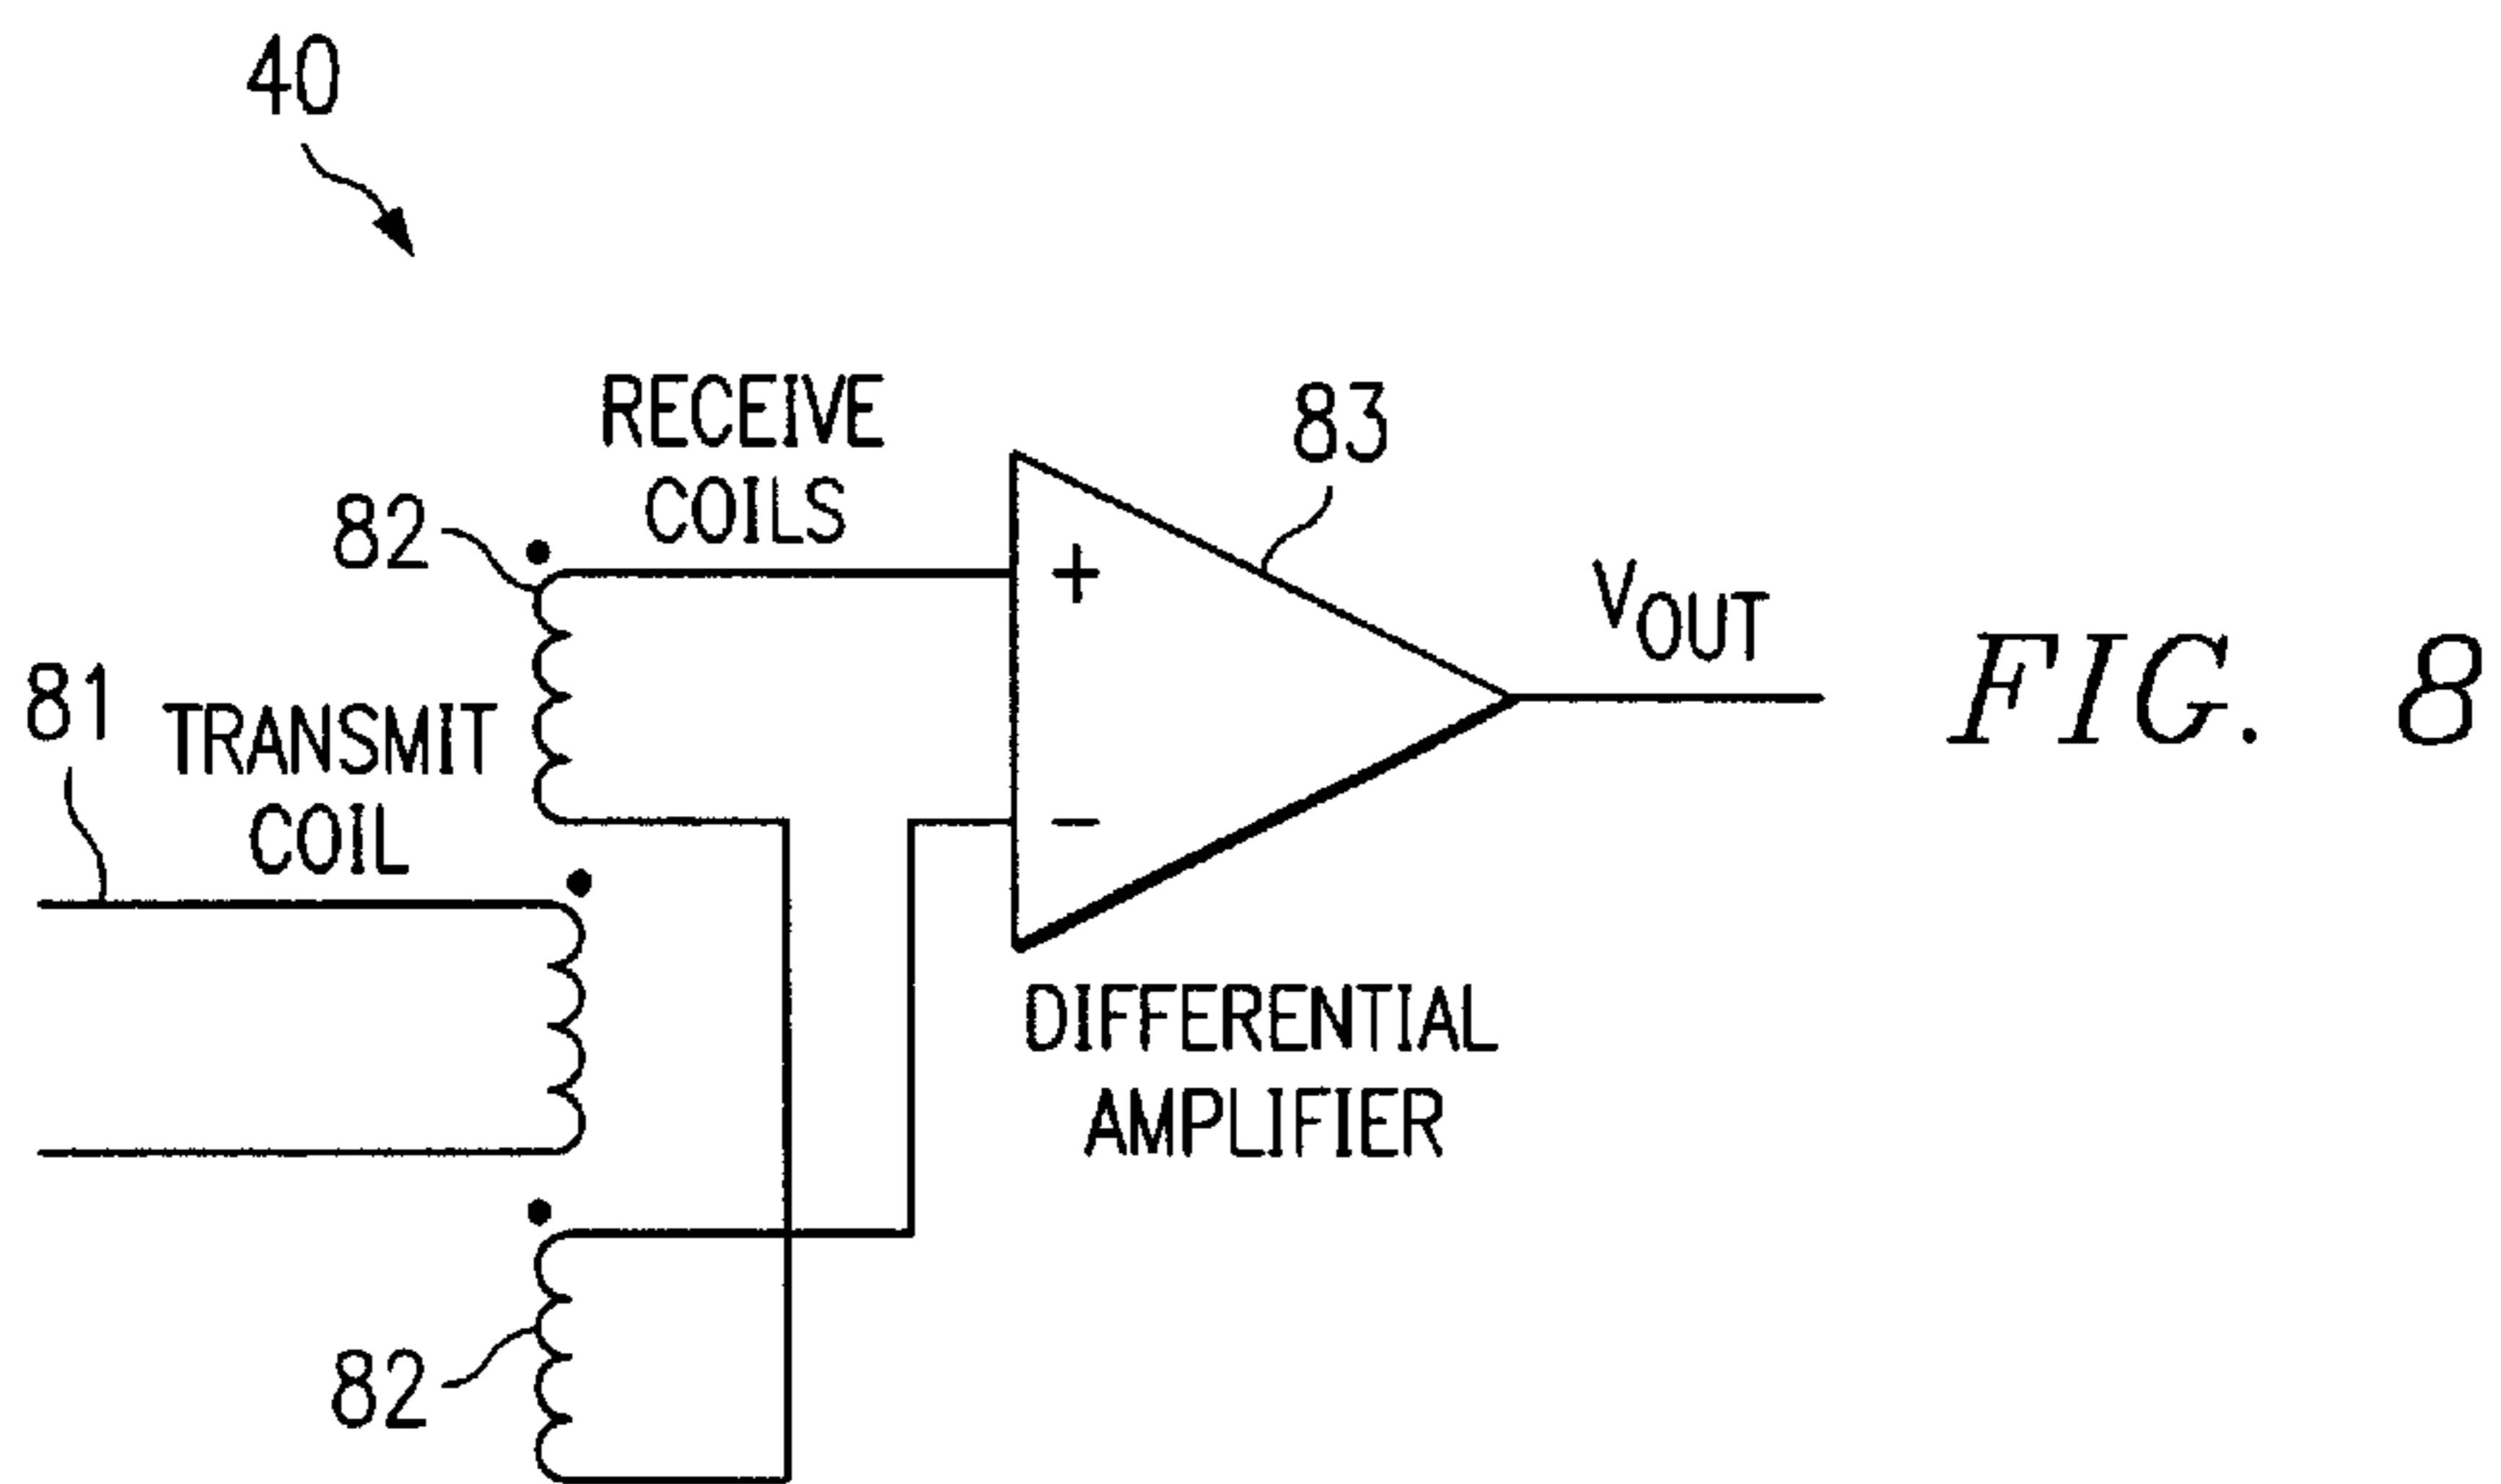 40
RECEIVE
COILS
82
83
+
VOUT
FIG. 8
81
TRANSMIT
COIL
−
DIFFERENTIAL
AMPLIFIER
82